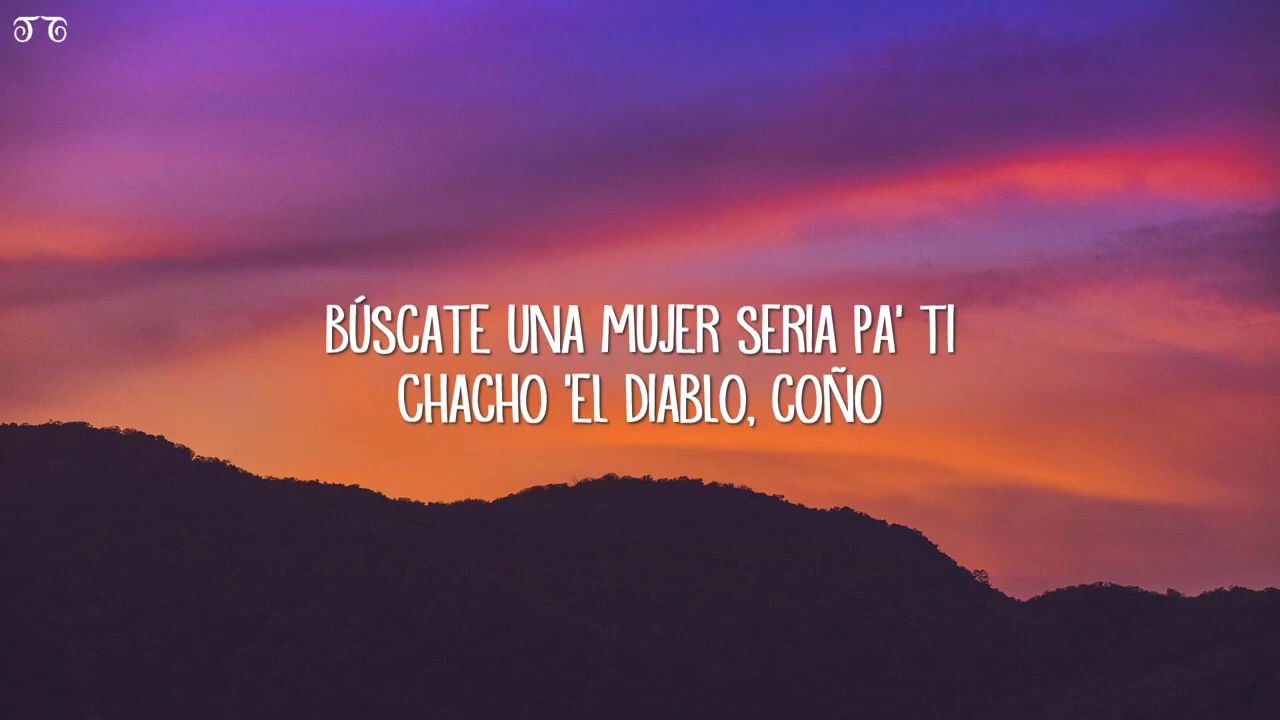 BÚSCATE UNA MUJER SERIA PA' TI
CHACHO 'EL DIABLO, COÑO